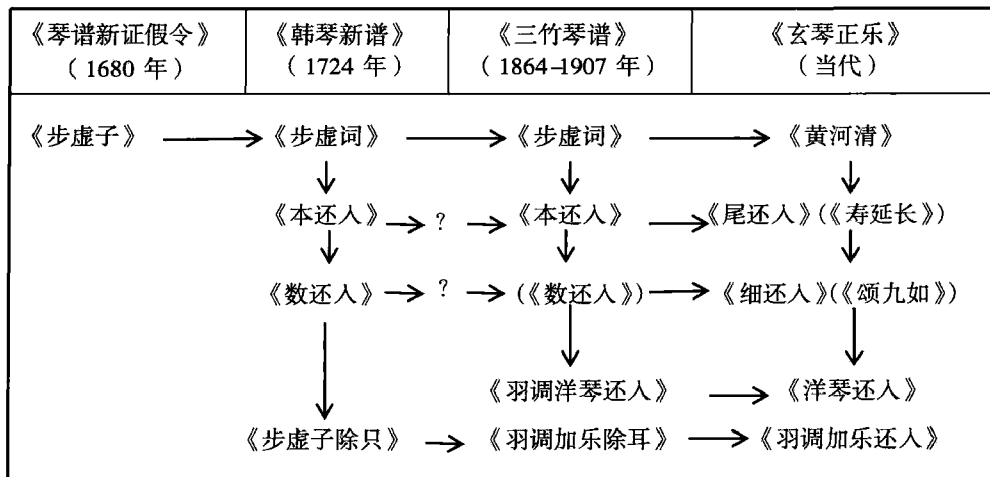 《琴谱新证假令》 《韩琴新谱》 《三竹琴谱》 《玄琴正乐》
(1680 年) (1724 年) (1864-1907 年) (当代)
《步虚子》 《步虚词》 《步虚词》 《黄河清》
《本还入》 ? 《本还入》 《尾还入》(《寿延长》)
《数还入》 ? (《数还入》) 《细还入》(《颂九如》)
《羽调洋琴还入》 《洋琴还入》
《步虚子除只》 《羽调加乐除耳》 《羽调加乐还入》